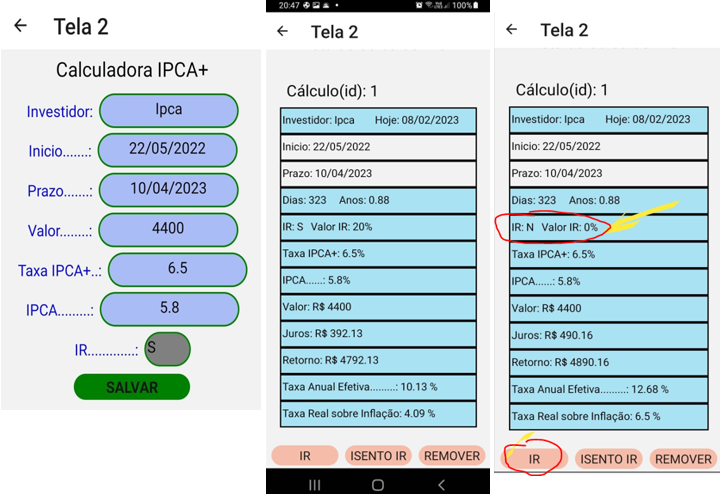 Tela 2
Calculadora IPCA+
Investidor: Ipca
Inicio.......: 22/05/2022
Prazo.......: 10/04/2023
Valor........: 4400
Taxa IPCA+..: 6.5
IPCA.........: 5.8
IR.............: S
SALVAR
20:47 100%
Tela 2
Cálculo(id): 1
Investidor: Ipca Hoje: 08/02/2023
Inicio: 22/05/2022
Prazo: 10/04/2023
Dias: 323 Anos: 0.88
IR: S Valor IR: 20%
Taxa IPCA+: 6.5%
IPCA......: 5.8%
Valor: R$ 4400
Juros: R$ 392.13
Retorno: R$ 4792.13
Taxa Anual Efetiva.........: 10.13 %
Taxa Real sobre Inflação: 4.09 %
IR ISENTO IR REMOVER
Tela 2
Cálculo(id): 1
Investidor: Ipca Hoje: 08/02/2023
Inicio: 22/05/2022
Prazo: 10/04/2023
Dias: 323 Anos: 0.88
IR: N Valor IR: 0%
Taxa IPCA+: 6.5%
IPCA......: 5.8%
Valor: R$ 4400
Juros: R$ 490.16
Retorno: R$ 4890.16
Taxa Anual Efetiva.........: 12.68 %
Taxa Real sobre Inflação: 6.5 %
IR ISENTO IR REMOVER